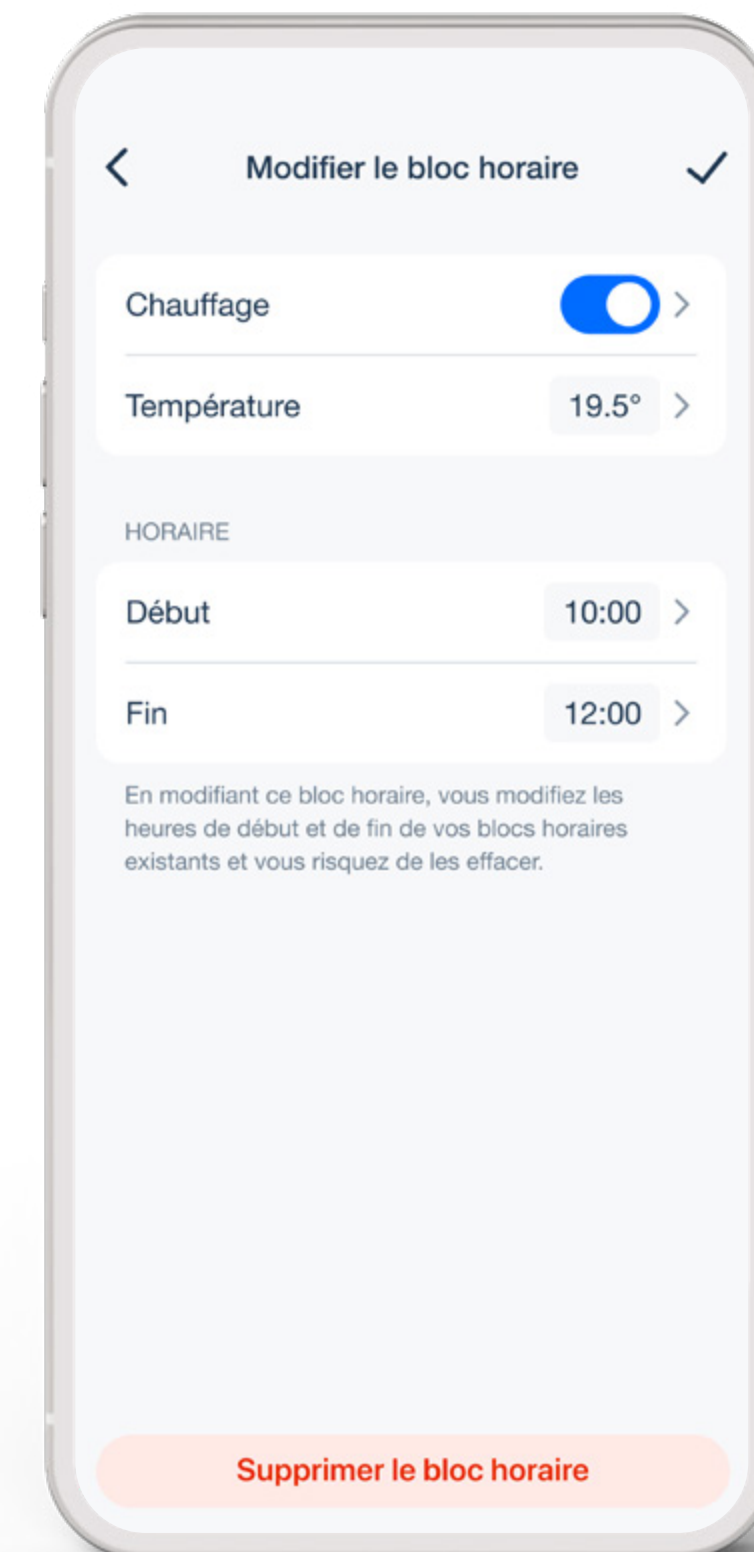 Modifier le bloc horaire
Chauffage
Température 19.5°
HORAIRE
Début 10:00
Fin 12:00
En modifiant ce bloc horaire, vous modifiez les
heures de début et de fin de vos blocs horaires
existants et vous risquez de les effacer.
Supprimer le bloc horaire